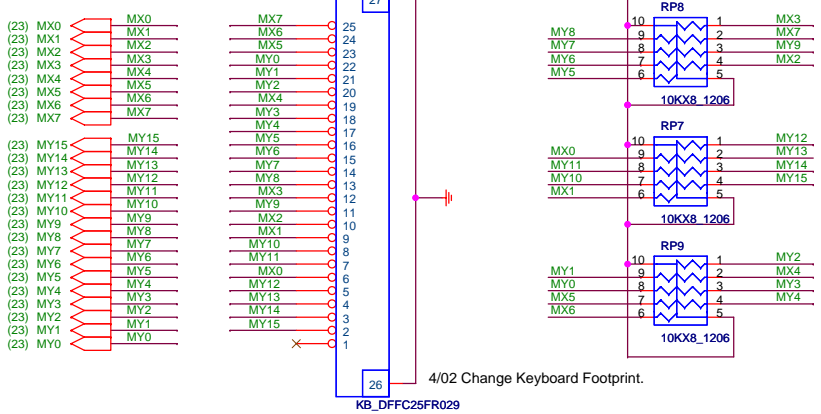 27
(23) MX0 MX0
(23) MX1 MX1
(23) MX2 MX2
(23) MX3 MX3
(23) MX4 MX4
(23) MX5 MX5
(23) MX6 MX6
(23) MX7 MX7
(23) MY15 MY15
(23) MY14 MY14
(23) MY13 MY13
(23) MY12 MY12
(23) MY11 MY11
(23) MY10 MY10
(23) MY9 MY9
(23) MY8 MY8
(23) MY7 MY7
(23) MY6 MY6
(23) MY5 MY5
(23) MY4 MY4
(23) MY3 MY3
(23) MY2 MY2
(23) MY1 MY1
(23) MY0 MY0
MX7 25
MX6 24
MX5 23
MY0 22
MY1 21
MY2 20
MX4 19
MY3 18
MY4 17
MY5 16
MY6 15
MY7 14
MY8 13
MX3 12
MY9 11
MX2 10
MX1 9
MY10 8
MY11 7
MX0 6
MY12 5
MY13 4
MY14 3
MY15 2
1
26
KB_DFFC25FR029
4/02 Change Keyboard Footprint.
RP8
10 1 MX3
MY8 9 2 MX7
MY7 8 3 MY9
MY6 7 4 MX2
MY5 6 5
10KX8_1206
RP7
10 1 MY12
MX0 9 2 MY13
MY11 8 3 MY14
MY10 7 4 MY15
MX1 6 5
10KX8_1206
RP9
10 1 MY2
MY1 9 2 MX4
MY0 8 3 MY3
MX5 7 4 MY4
MX6 6 5
10KX8_1206